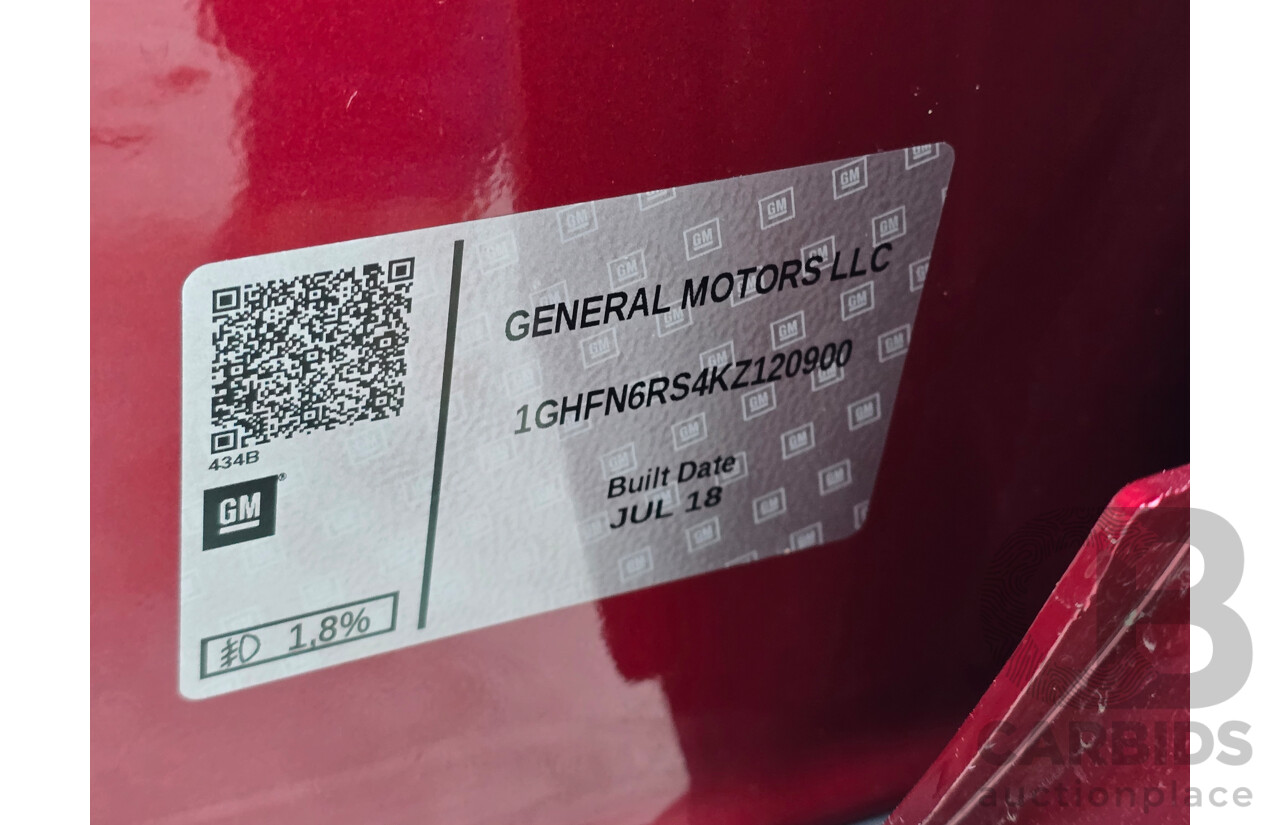 GENERAL MOTORS LLC
1GHFN6RS4KZ120900
Built Date
JUL 18
434B
GM®
1,8%
CARBIDS
auctionplace